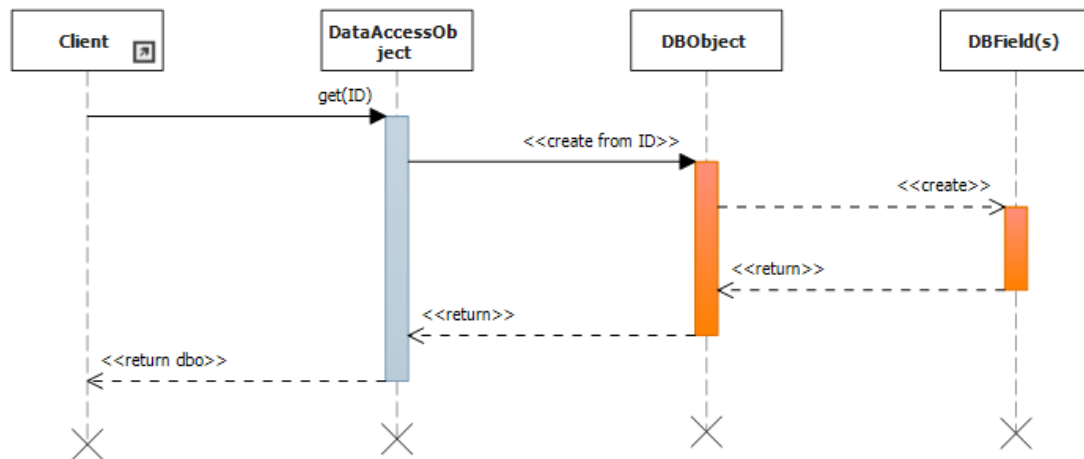 Client
DataAccessOb
ject
DBObject
DBField(s)
get(ID)
<<create from ID>>
<<create>>
<<return>>
<<return>>
<<return dbo>>